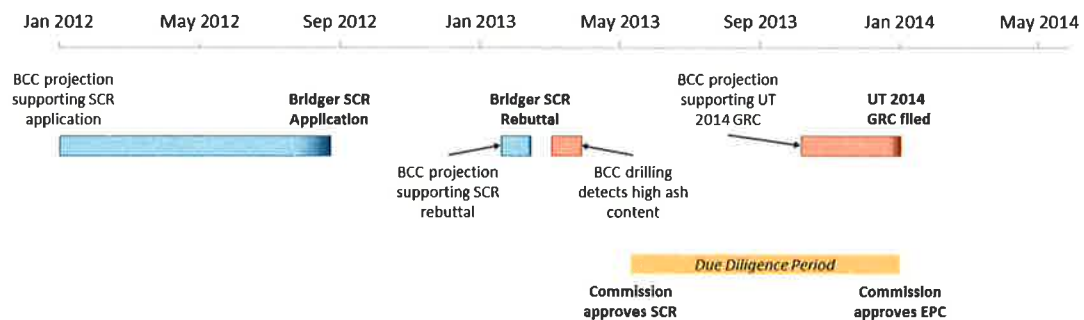 Jan 2012 May 2012 Sep 2012 Jan 2013 May 2013 Sep 2013 Jan 2014 May 2014
BCC projection
supporting SCR
application
Bridger SCR
Application
Bridger SCR
Rebuttal
BCC projection
supporting UT
2014 GRC
UT 2014
GRC filed
BCC projection
supporting SCR
rebuttal
BCC drilling
detects high ash
content
Due Diligence Period
Commission
approves SCR
Commission
approves EPC